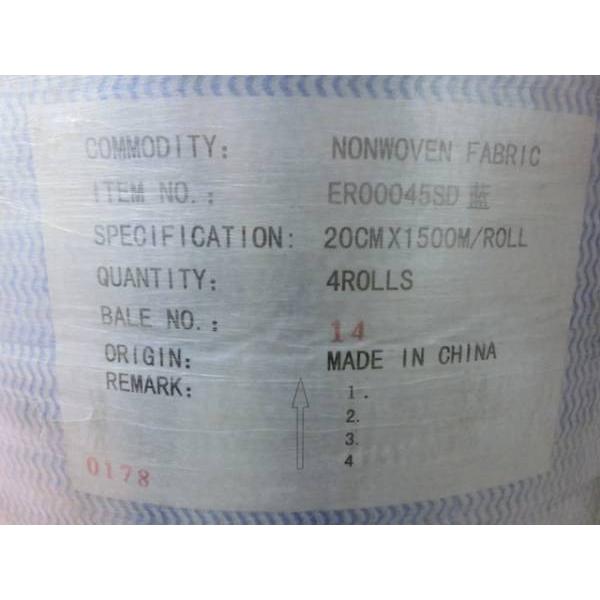 COMMODITY: NONWOVEN FABRIC
ITEM NO.: ER00045SD 蓝
SPECIFICATION: 20CMX1500M/ROLL
QUANTITY: 4ROLLS
BALE NO.: 14
ORIGIN: MADE IN CHINA
REMARK: 1.
2.
3.
4
0178